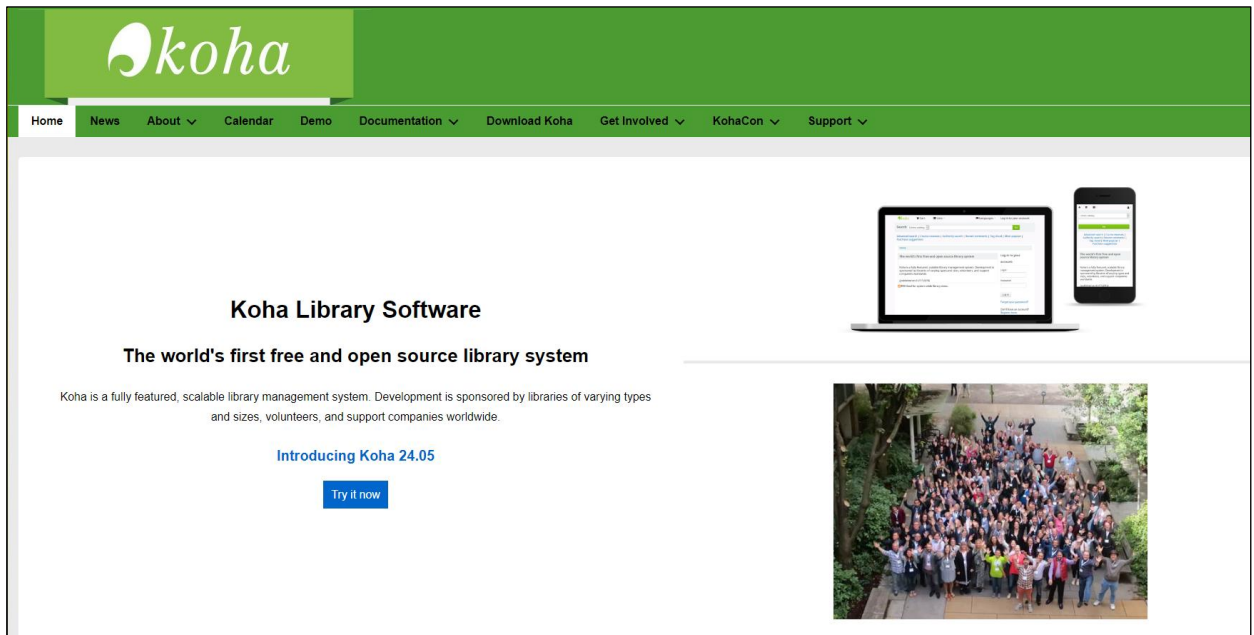 koha
Home News About Calendar Demo Documentation Download Koha Get Involved KohaCon Support
Koha Library Software
The world's first free and open source library system
Koha is a fully featured, scalable library management system. Development is sponsored by libraries of varying types
and sizes, volunteers, and support companies worldwide.
Introducing Koha 24.05
Try it now